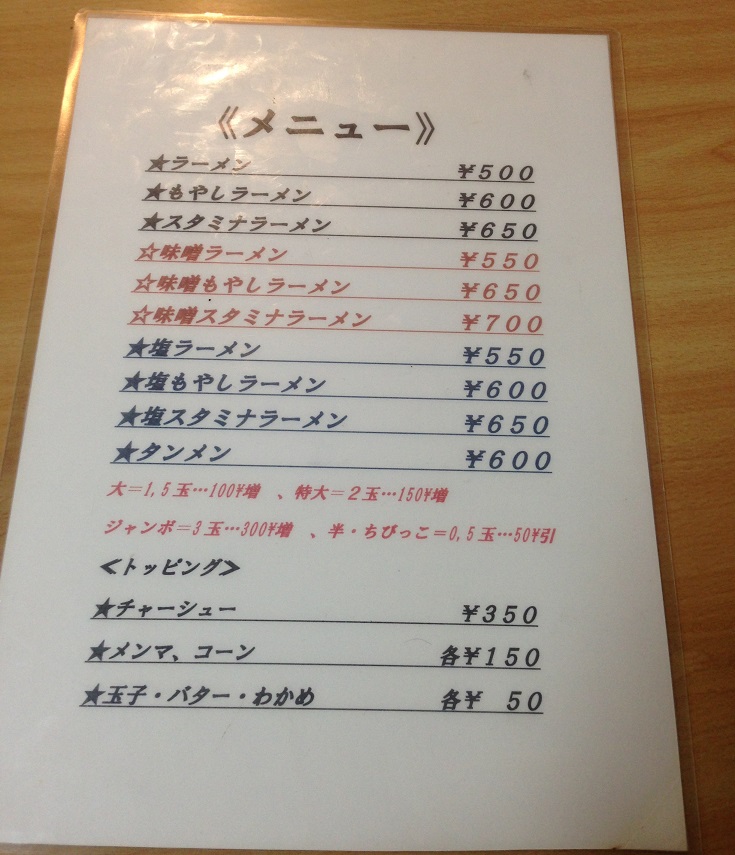 《メニュー》
★ラーメン ￥５００
★もやしラーメン ￥６００
★スタミナラーメン ￥６５０
☆味噌ラーメン ￥５５０
☆味噌もやしラーメン ￥６５０
☆味噌スタミナラーメン ￥７００
★塩ラーメン ￥５５０
★塩もやしラーメン ￥６００
★塩スタミナラーメン ￥６５０
★タンメン ￥６００
大＝1,5玉…100¥増　、特大＝２玉…150¥増
ジャンボ＝3玉…300¥増　、半・ちびっこ＝0,5玉…50¥引
＜トッピング＞
★チャーシュー ￥３５０
★メンマ、コーン 各￥１５０
★玉子・バター・わかめ 各￥　５０